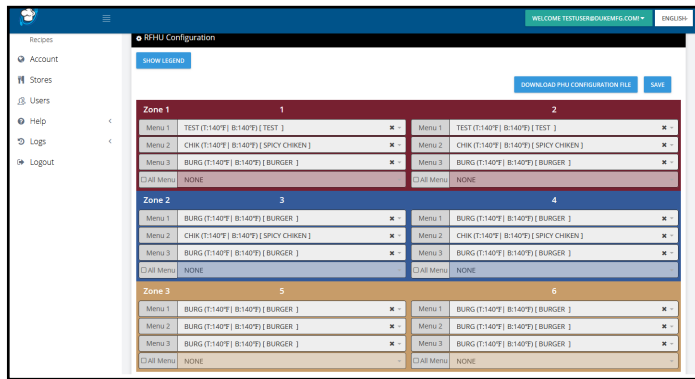 WELCOME TESTUSER@DUKEMFG.COM!
ENGLISH
Recipes
Account
Stores
Users
Help
Logs
Logout
RFHU Configuration
SHOW LEGEND
DOWNLOAD PHU CONFIGURATION FILE SAVE
Zone 1 1 2
Menu 1 TEST (T:140°F| B:140°F) [ TEST ] Menu 1 TEST (T:140°F| B:140°F) [ TEST ]
Menu 2 CHIK (T:140°F| B:140°F) [ SPICY CHIKEN ] Menu 2 CHIK (T:140°F| B:140°F) [ SPICY CHIKEN ]
Menu 3 BURG (T:140°F| B:140°F) [ BURGER ] Menu 3 BURG (T:140°F| B:140°F) [ BURGER ]
All Menu NONE All Menu NONE
Zone 2 3 4
Menu 1 BURG (T:140°F| B:140°F) [ BURGER ] Menu 1 BURG (T:140°F| B:140°F) [ BURGER ]
Menu 2 CHIK (T:140°F| B:140°F) [ SPICY CHIKEN ] Menu 2 CHIK (T:140°F| B:140°F) [ SPICY CHIKEN ]
Menu 3 BURG (T:140°F| B:140°F) [ BURGER ] Menu 3 BURG (T:140°F| B:140°F) [ BURGER ]
All Menu NONE All Menu NONE
Zone 3 5 6
Menu 1 BURG (T:140°F| B:140°F) [ BURGER ] Menu 1 BURG (T:140°F| B:140°F) [ BURGER ]
Menu 2 BURG (T:140°F| B:140°F) [ BURGER ] Menu 2 BURG (T:140°F| B:140°F) [ BURGER ]
Menu 3 BURG (T:140°F| B:140°F) [ BURGER ] Menu 3 BURG (T:140°F| B:140°F) [ BURGER ]
All Menu NONE All Menu NONE